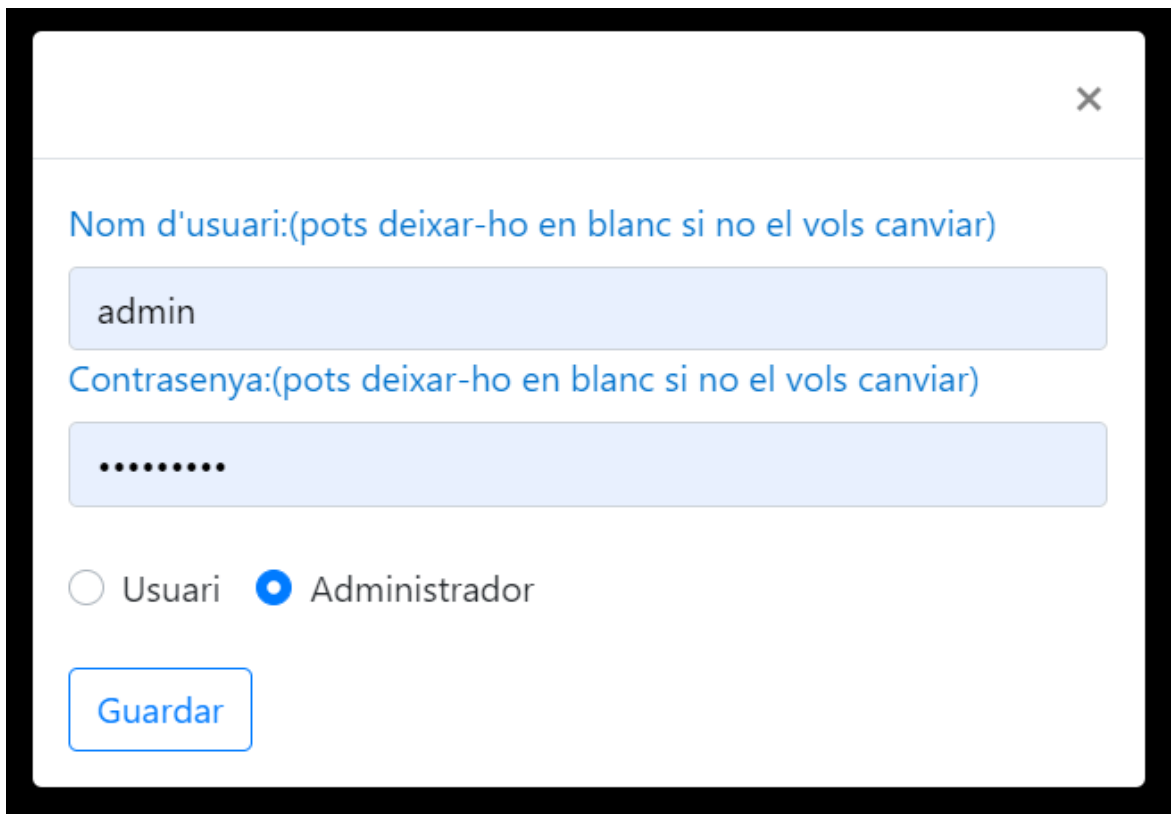 ×
Nom d'usuari:(pots deixar-ho en blanc si no el vols canviar)
admin
Contrasenya:(pots deixar-ho en blanc si no el vols canviar)
•••••••••
Usuari Administrador
Guardar